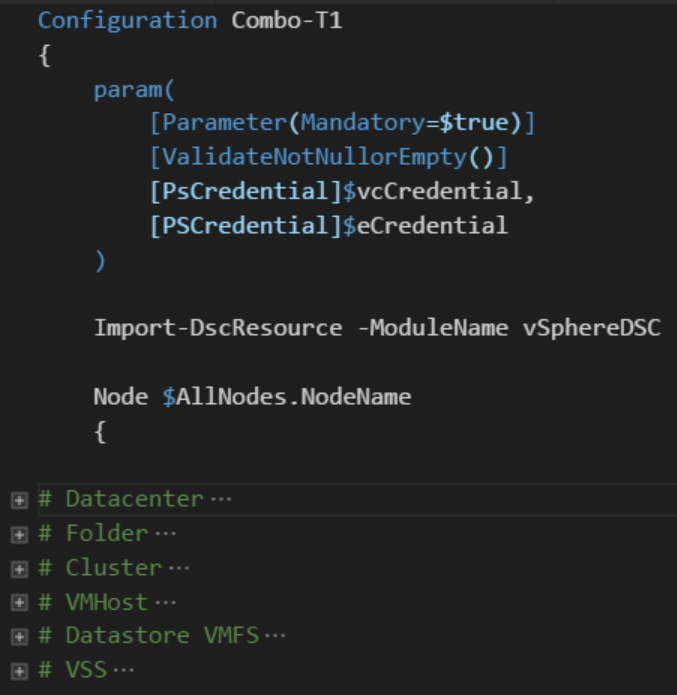 Configuration Combo-T1
{
param(
[Parameter(Mandatory=$true)]
[ValidateNotNullorEmpty()]
[PsCredential]$vcCredential,
[PSCredential]$eCredential
)
Import-DscResource -ModuleName vSphereDSC
Node $AllNodes.NodeName
{
# Datacenter ···
# Folder ···
# Cluster ···
# VMHost ···
# Datastore VMFS ···
# VSS ···